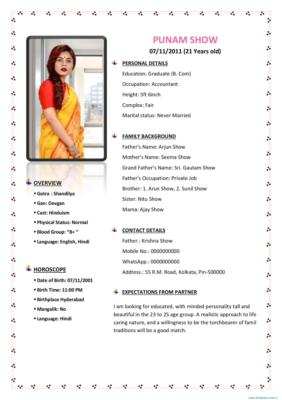 PUNAM SHOW
07/11/2011 (21 Years old)
PERSONAL DETAILS
Education: Graduate (B. Com)
Occupation: Accountant
Height: 5ft 6inch
Complex: Fair
Marital status: Never Married
FAMILY BACKGROUND
Father's Name: Arjun Show
Mother's Name: Seema Show
Grand Father's Name: Sri. Gautam Show
Father's Occupation: Private Job
Brother: 1. Arun Show, 2. Sunil Show
Sister: Nitu Show
Mama: Ajay Show
CONTACT DETAILS
Father.: Krishna Show
Mobile No.: 0000000000
WhatsApp.: 0000000000
Address.: 55 R.M. Road, Kolkata, Pin-500000
EXPECTATIONS FROM PARTNER
I am looking for educated, with minded personality tall and
beautiful in the 23 to 25 age group. A realistic approach to life
caring nature, and a willingness to be the torchbearer of famil
traditions will be a good match.
OVERVIEW
• Gotra : Shandilya
• Gan: Devgan
• Cast: Hinduism
• Physical Status: Normal
• Blood Group: "B+ "
• Language: English, Hindi
HOROSCOPE
• Date of Birth: 07/11/2001
• Birth Time: 11:00 PM
• Birthplace Hyderabad
• Mangalik: No
• Language: Hindi